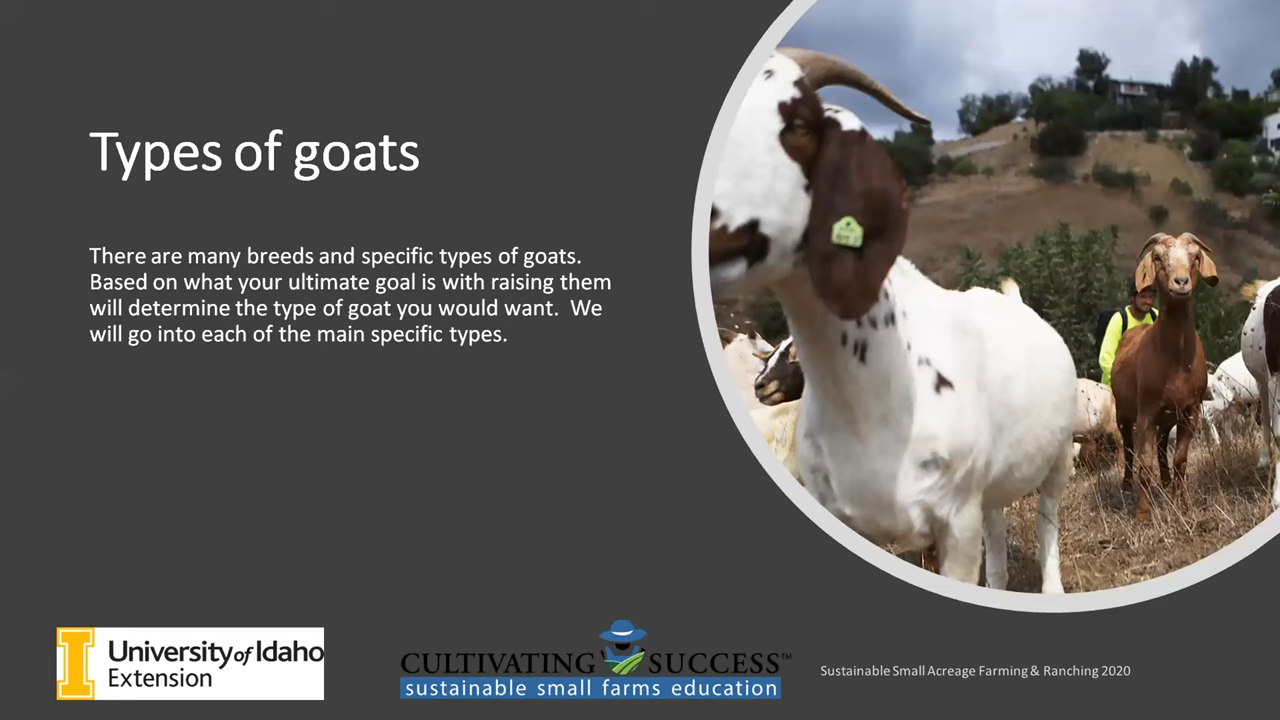 Types of goats
There are many breeds and specific types of goats.
Based on what your ultimate goal is with raising them
will determine the type of goat you would want.  We
will go into each of the main specific types.
I
University of Idaho
Extension
CULTIVATING SUCCESS™
sustainable small farms education
Sustainable Small Acreage Farming & Ranching 2020